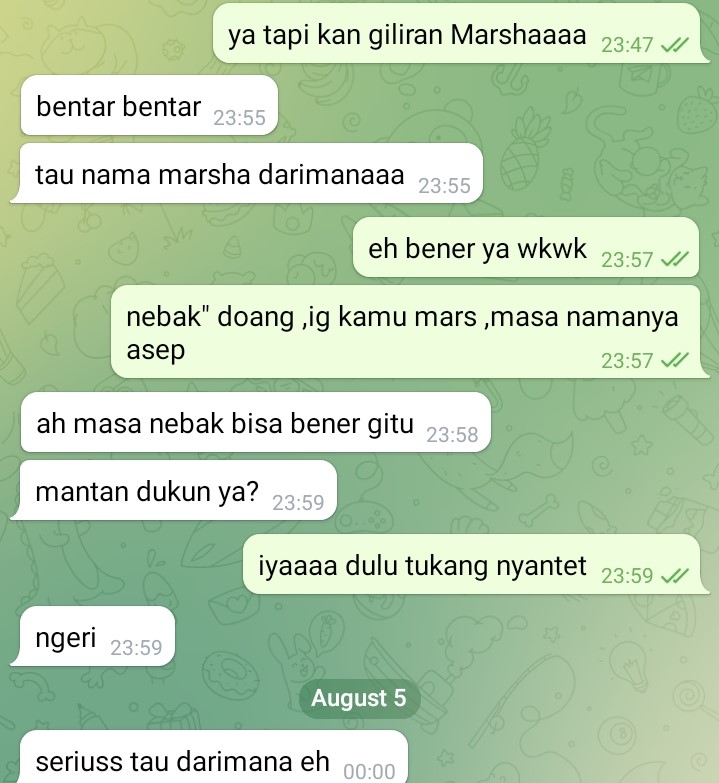 ya tapi kan giliran Marshaaaa 23:47
bentar bentar 23:55
tau nama marsha darimanaaa 23:55
eh bener ya wkwk 23:57
nebak" doang ,ig kamu mars ,masa namanya
asep 23:57
ah masa nebak bisa bener gitu 23:58
mantan dukun ya? 23:59
iyaaaa dulu tukang nyantet 23:59
ngeri 23:59
August 5
seriuss tau darimana eh 00:00